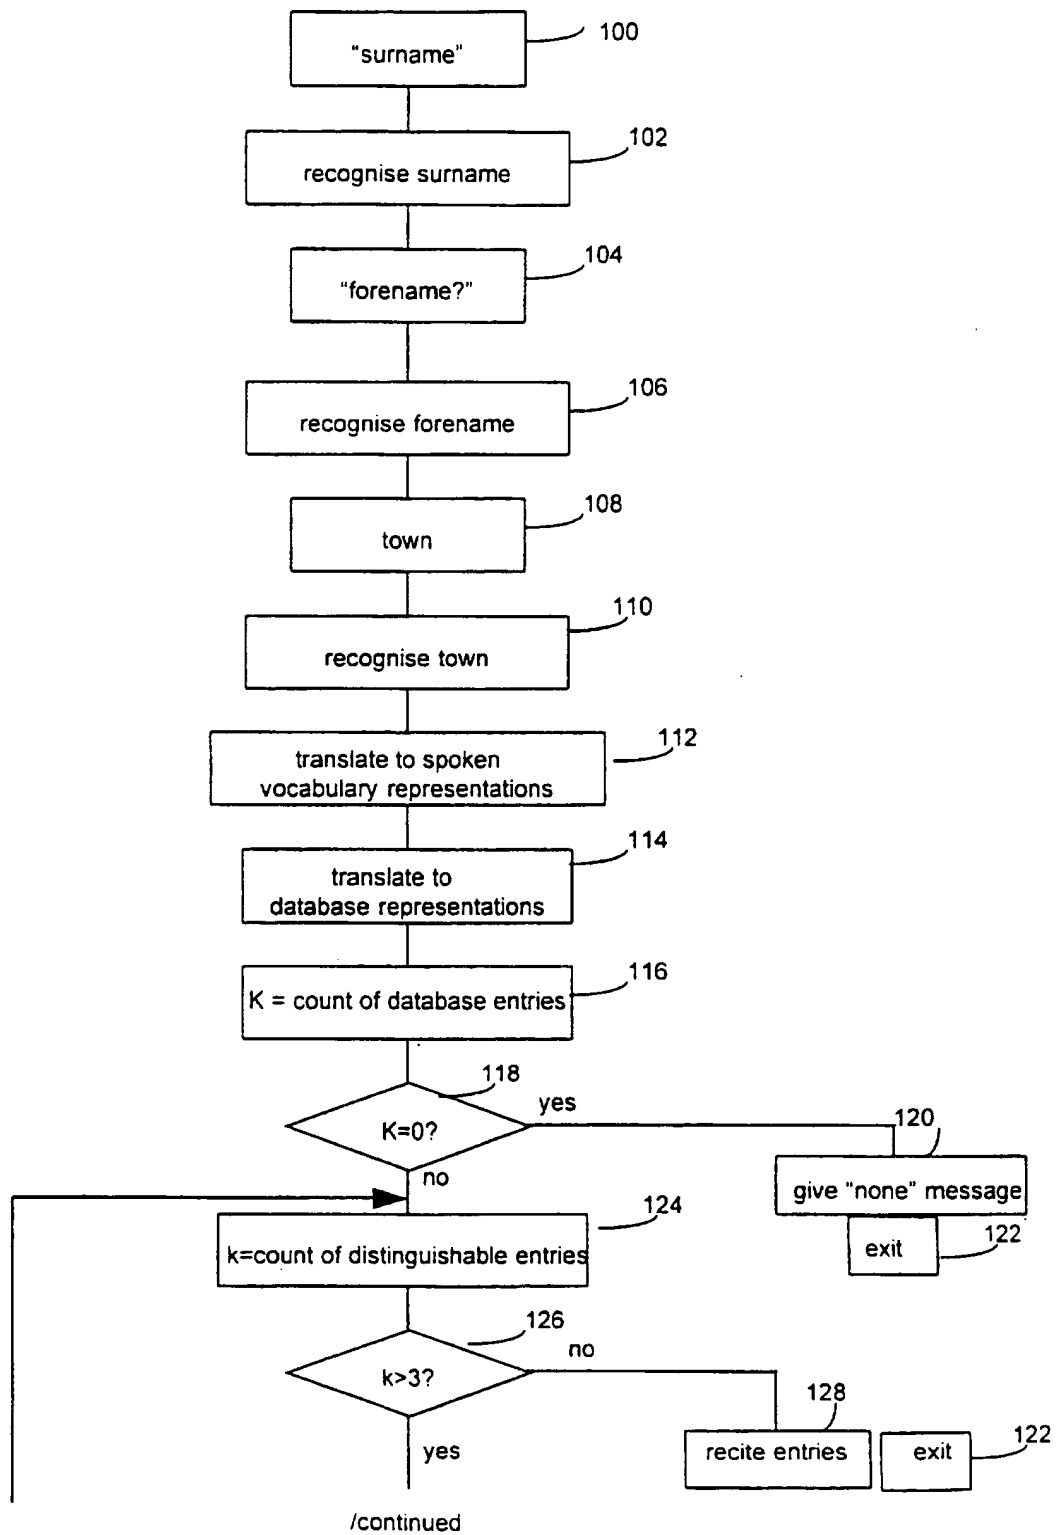 “surname”
100
recognise surname
102
“forename?”
104
recognise forename
106
town
108
recognise town
110
translate to spoken
vocabulary representations
112
translate to
database representations
114
K = count of database entries
116
K=0?
118
yes
no
give “none” message
120
exit
122
k=count of distinguishable entries
124
k>3?
126
no
yes
recite entries
128
exit
122
/continued